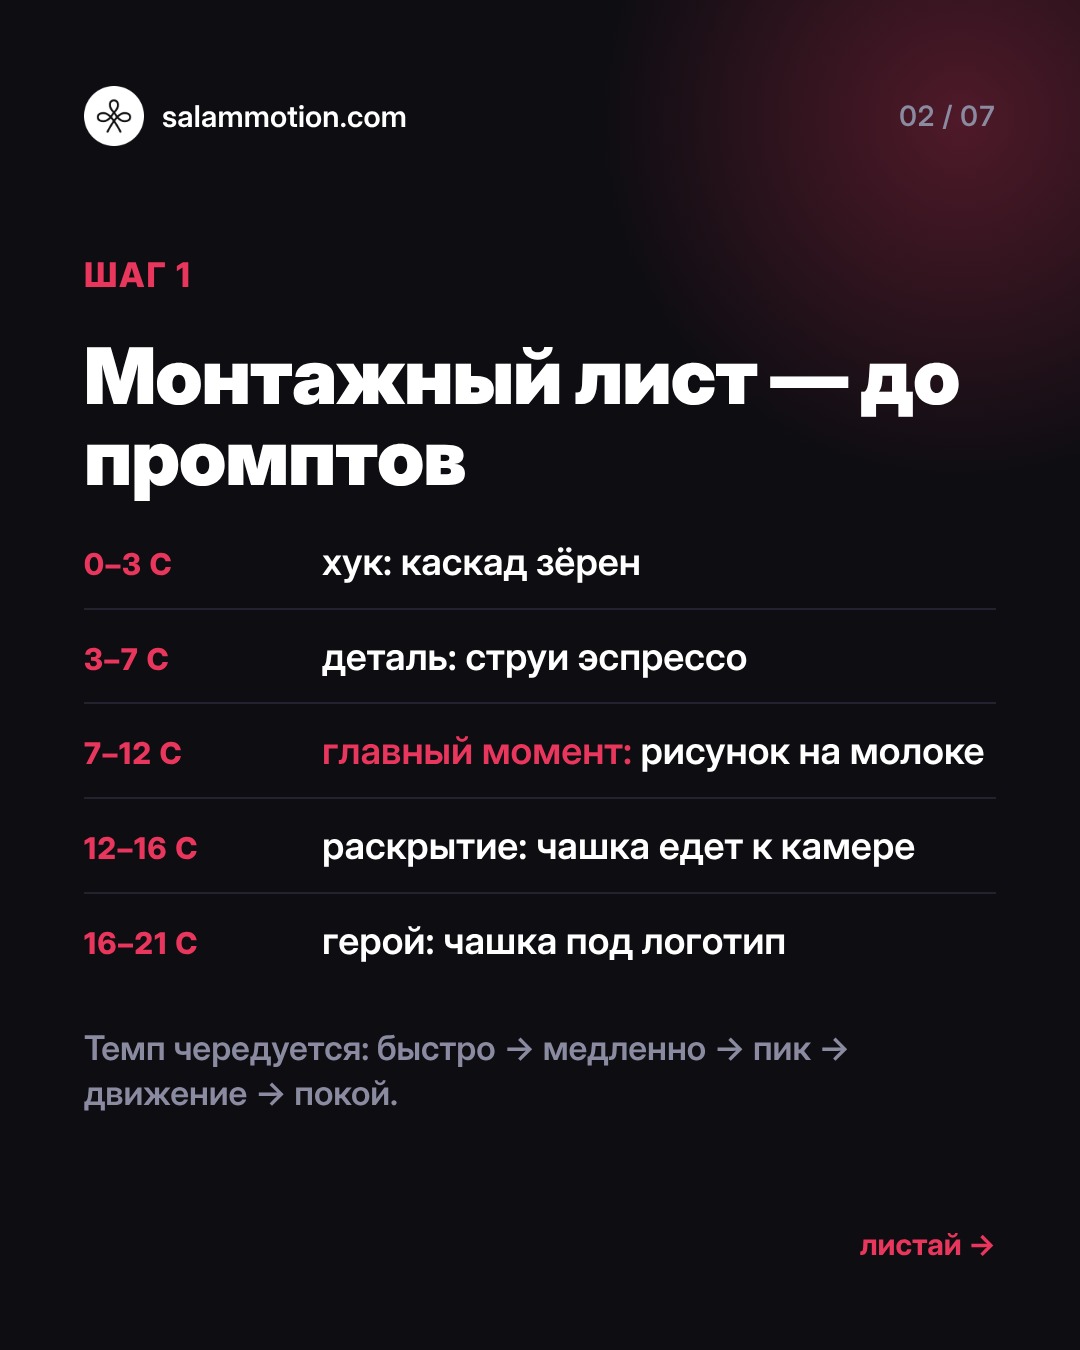 salammotion.com
02 / 07
ШАГ 1
Монтажный лист — до
промптов
0–3 С хук: каскад зёрен
3–7 С деталь: струи эспрессо
7–12 С главный момент: рисунок на молоке
12–16 С раскрытие: чашка едет к камере
16–21 С герой: чашка под логотип
Темп чередуется: быстро → медленно → пик →
движение → покой.
листай →